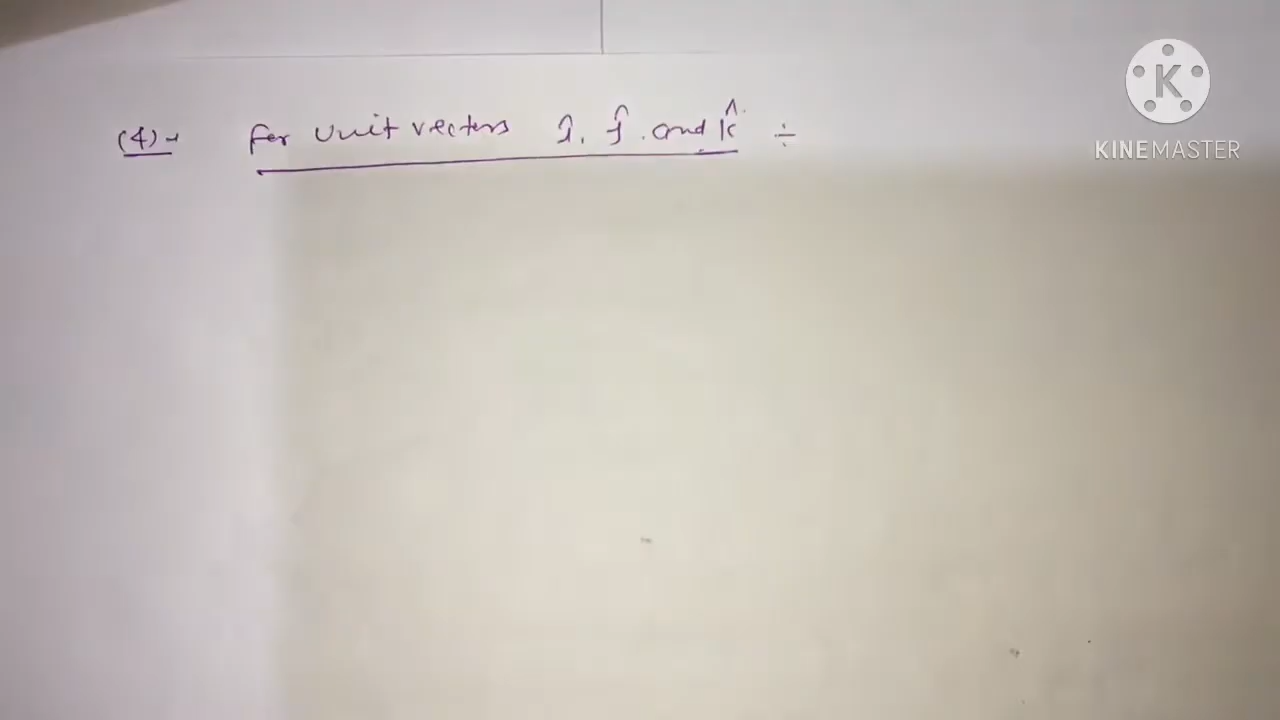 (4)→ For Unit vectors î, ĵ and k̂ ÷
K
KINEMASTER